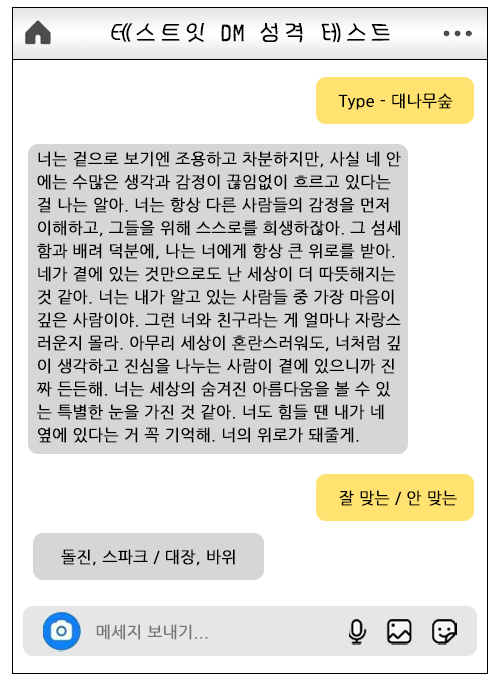 테스트잇 DM 성격 테스트
Type - 대나무숲
너는 겉으로 보기엔 조용하고 차분하지만, 사실 네 안
에는 수많은 생각과 감정이 끊임없이 흐르고 있다는
걸 나는 알아. 너는 항상 다른 사람들의 감정을 먼저
이해하고, 그들을 위해 스스로를 희생하잖아. 그 섬세
함과 배려 덕분에, 나는 너에게 항상 큰 위로를 받아.
네가 곁에 있는 것만으로도 난 세상이 더 따뜻해지는
것 같아. 너는 내가 알고 있는 사람들 중 가장 마음이
깊은 사람이야. 그런 너와 친구라는 게 얼마나 자랑스
러운지 몰라. 아무리 세상이 혼란스러워도, 너처럼 깊
이 생각하고 진심을 나누는 사람이 곁에 있으니까 진
짜 든든해. 너는 세상의 숨겨진 아름다움을 볼 수 있
는 특별한 눈을 가진 것 같아. 너도 힘들 땐 내가 네
옆에 있다는 거 꼭 기억해. 너의 위로가 돼줄게.
잘 맞는 / 안 맞는
돌진, 스파크 / 대장, 바위
메세지 보내기...